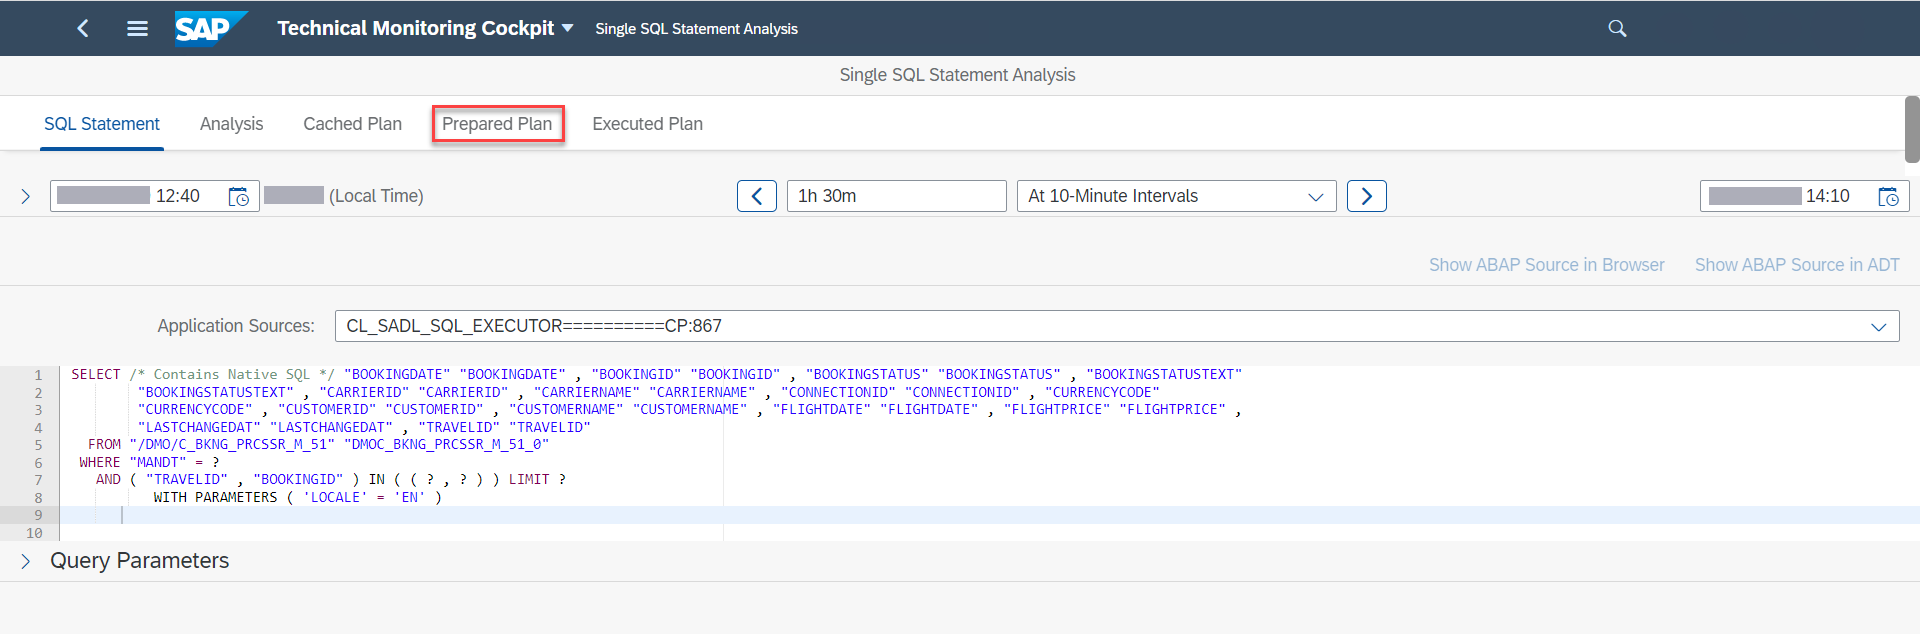 SAP Technical Monitoring Cockpit Single SQL Statement Analysis
Single SQL Statement Analysis
SQL Statement Analysis Cached Plan Prepared Plan Executed Plan
12:40 (Local Time) 1h 30m At 10-Minute Intervals 14:10
Show ABAP Source in Browser Show ABAP Source in ADT
Application Sources: CL_SADL_SQL_EXECUTOR==========CP:867
1 SELECT /* Contains Native SQL */ "BOOKINGDATE" "BOOKINGDATE" , "BOOKINGID" "BOOKINGID" , "BOOKINGSTATUS" "BOOKINGSTATUS" , "BOOKINGSTATUSTEXT"
2 "BOOKINGSTATUSTEXT" , "CARRIERID" "CARRIERID" , "CARRIERNAME" "CARRIERNAME" , "CONNECTIONID" "CONNECTIONID" , "CURRENCYCODE"
3 "CURRENCYCODE" , "CUSTOMERID" "CUSTOMERID" , "CUSTOMERNAME" "CUSTOMERNAME" , "FLIGHTDATE" "FLIGHTDATE" , "FLIGHTPRICE" "FLIGHTPRICE" ,
4 "LASTCHANGEDAT" "LASTCHANGEDAT" , "TRAVELID" "TRAVELID"
5 FROM "/DMO/C_BKNG_PRCSSR_M_51" "DMOC_BKNG_PRCSSR_M_51_0"
6 WHERE "MANDT" = ?
7 AND ( "TRAVELID" , "BOOKINGID" ) IN ( ( ? , ? ) ) LIMIT ?
8 WITH PARAMETERS ( 'LOCALE' = 'EN' )
9
10
Query Parameters